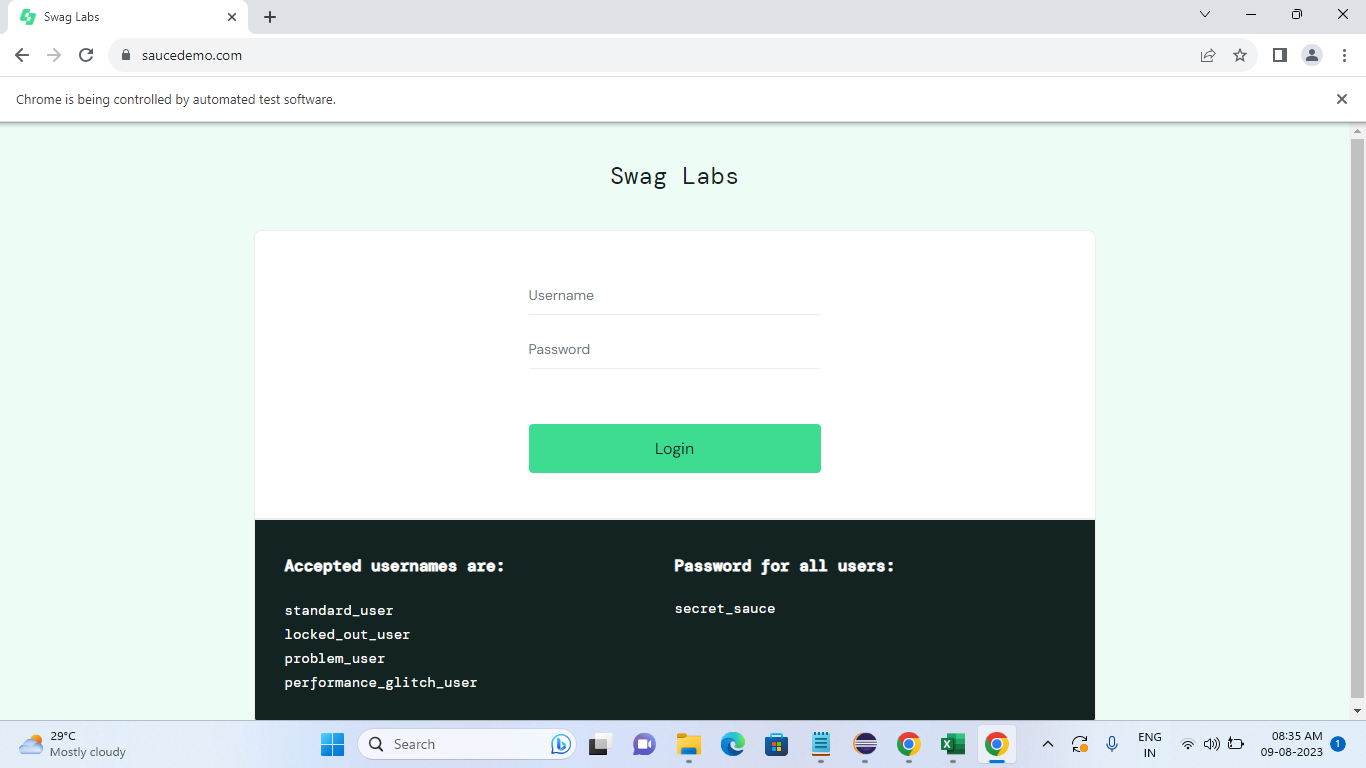 Swag Labs
saucedemo.com
Chrome is being controlled by automated test software.
Swag Labs
Username
Password
Login
Accepted usernames are:
standard_user
locked_out_user
problem_user
performance_glitch_user
Password for all users:
secret_sauce
29°C
Mostly cloudy
Search
ENG
IN
08:35 AM
09-08-2023
1